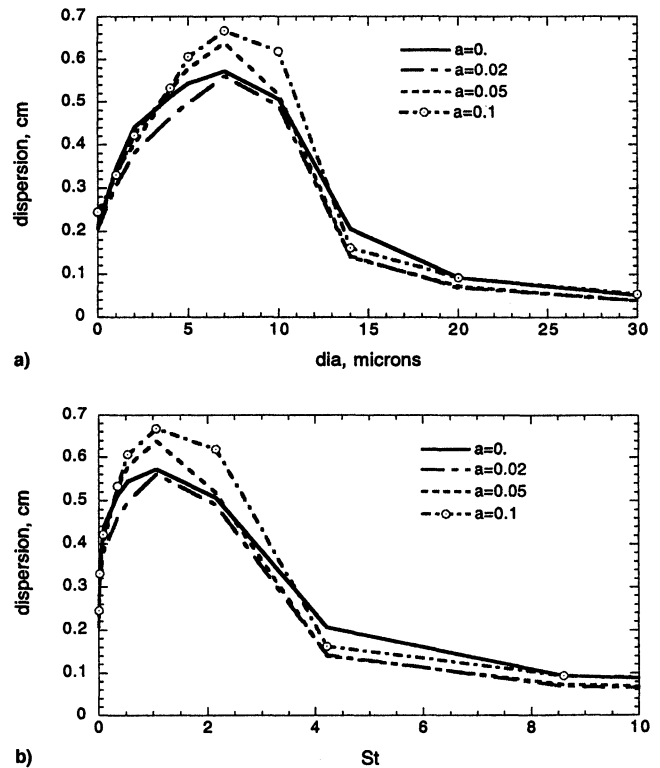 0.7
0.6
0.5
0.4
0.3
0.2
0.1
0
dispersion, cm
a=0.
a=0.02
a=0.05
a=0.1
0 5 10 15 20 25 30
a) dia, microns
0.7
0.6
0.5
0.4
0.3
0.2
0.1
0
dispersion, cm
a=0.
a=0.02
a=0.05
a=0.1
0 2 4 6 8 10
b) St